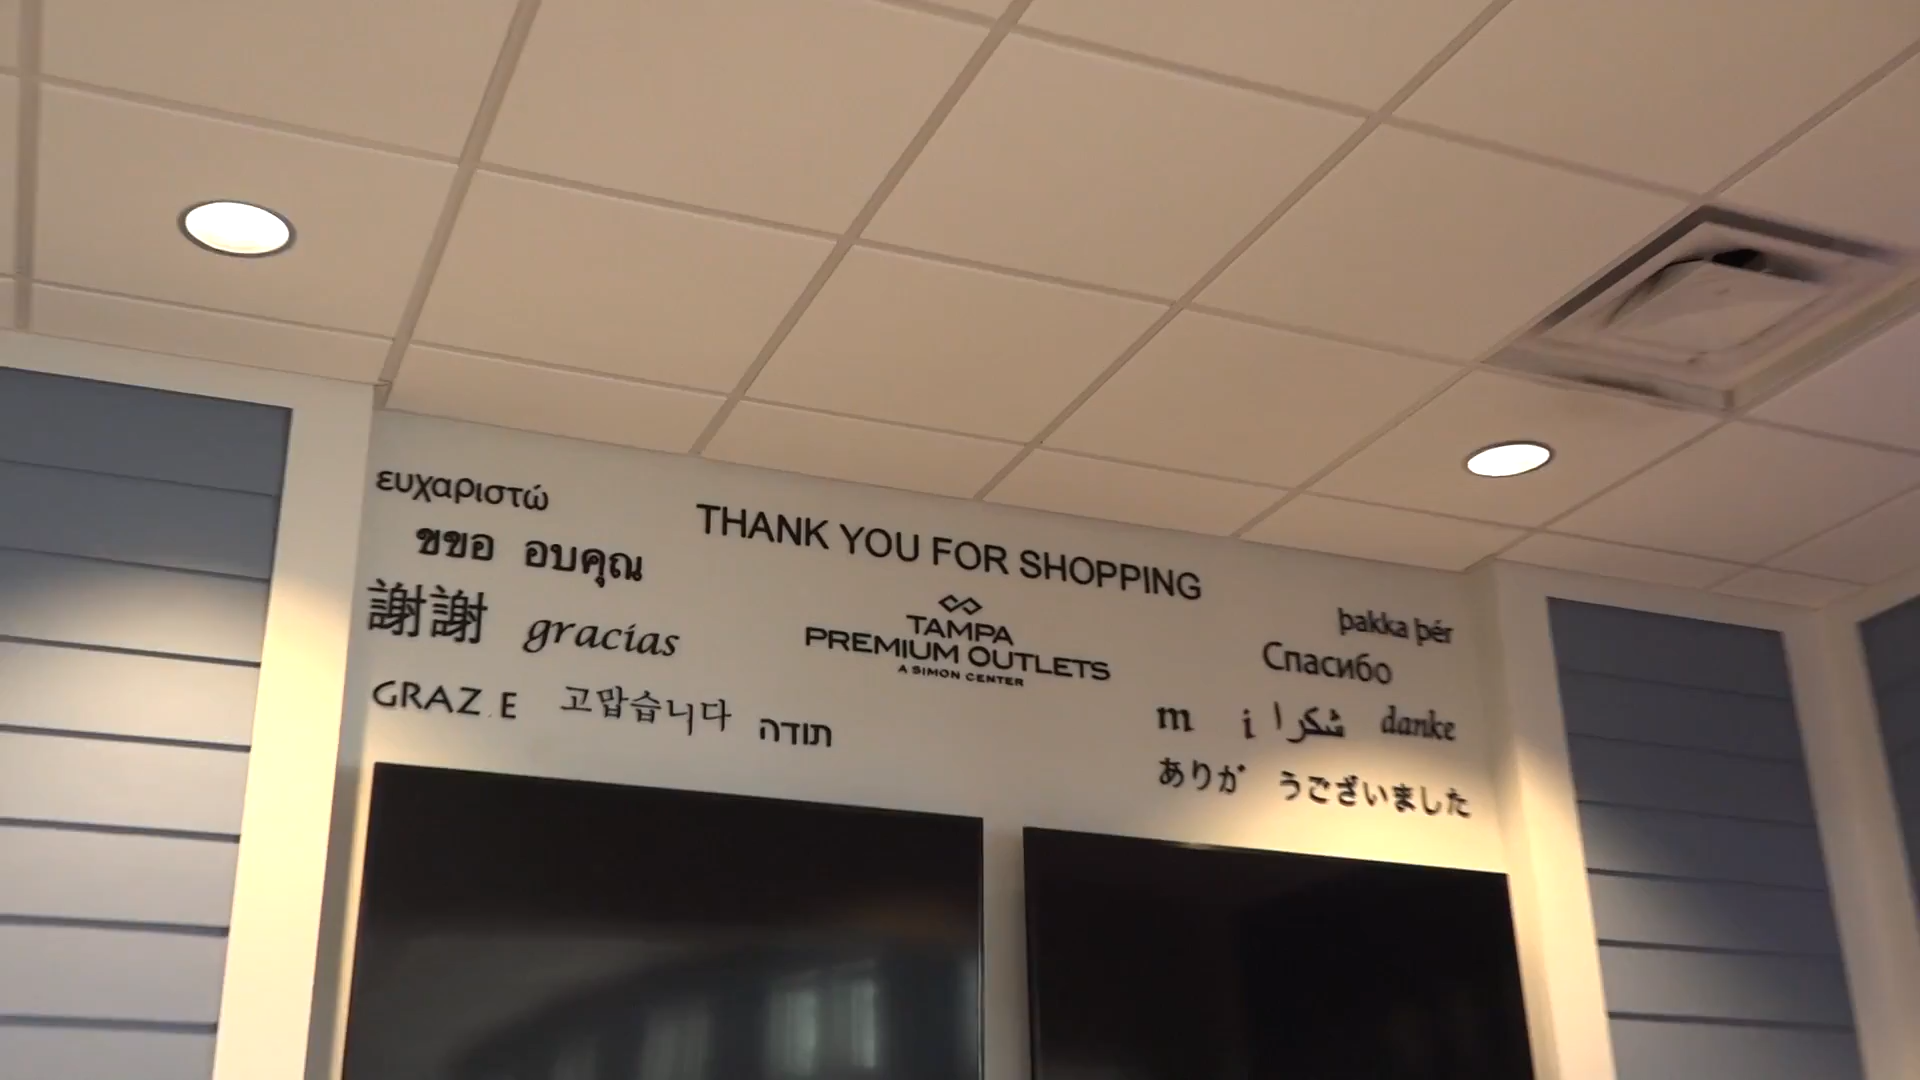 ευχαριστώ
ขขอ อบคุณ
謝謝 gracias
GRAZ E 고맙습니다 תודה
THANK YOU FOR SHOPPING
TAMPA
PREMIUM OUTLETS
A SIMON CENTER
þakka þér
Спасибо
m i شكرا danke
ありが うございました